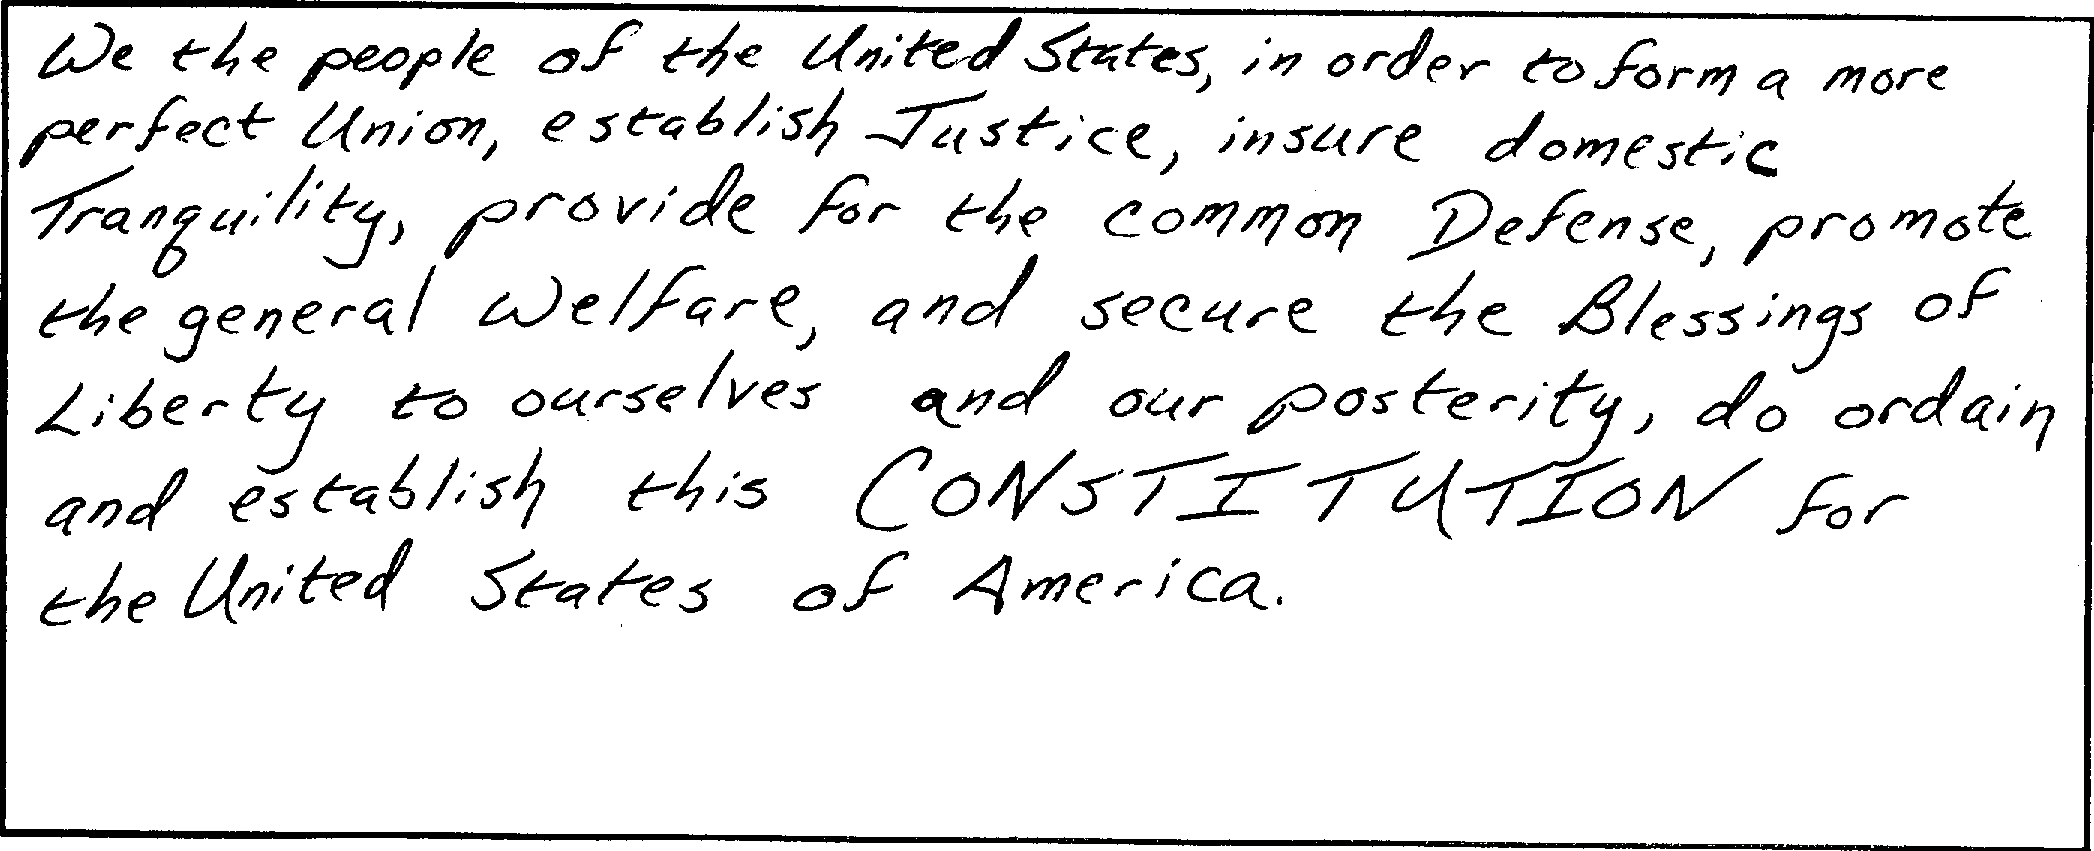 We the people of the United States, in order to form a more
perfect Union, establish Justice, insure domestic
Tranquility, provide for the common Defense, promote
the general Welfare, and secure the Blessings of
Liberty to ourselves and our posterity, do ordain
and establish this CONSTITUTION for
the United States of America.